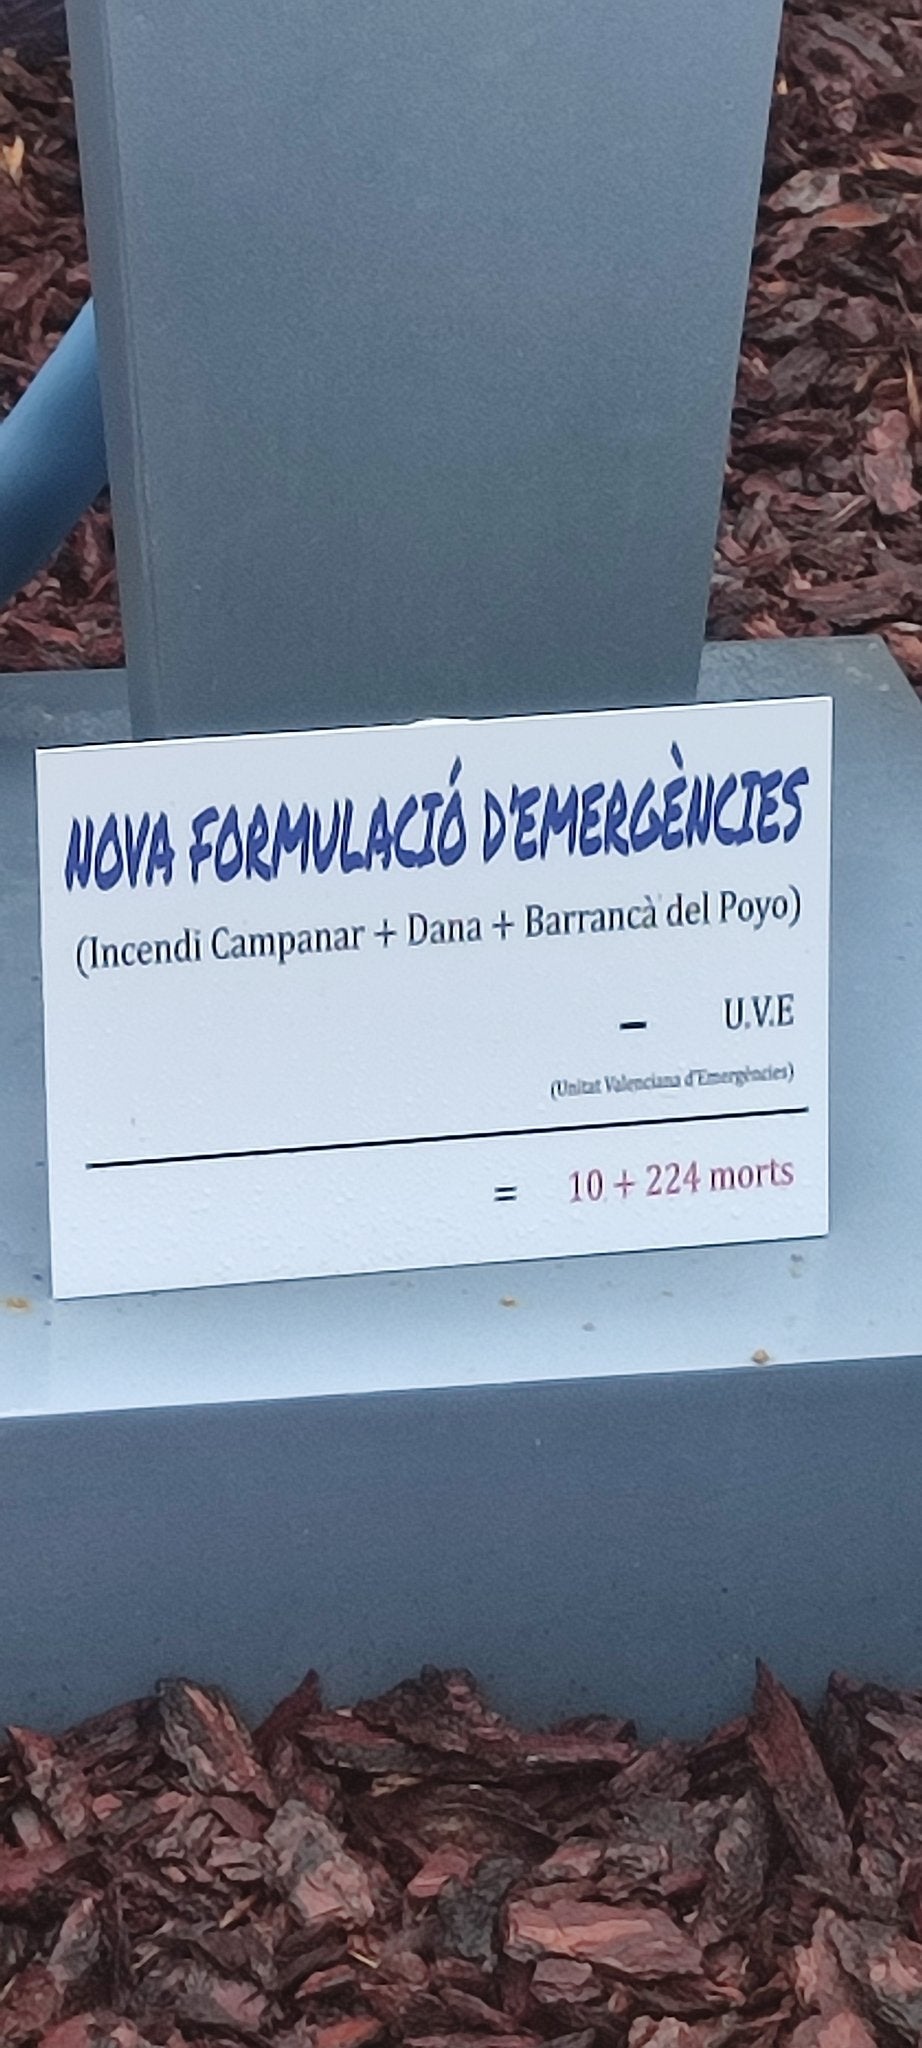 NOVA FORMULACIÓ D'EMERGÈNCIES
(Incendi Campanar + Dana + Barrancà del Poyo)
– U.V.E
(Unitat Valenciana d'Emergències)
= 10 + 224 morts